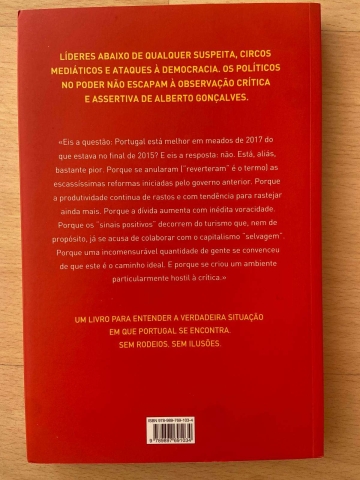 LÍDERES ABAIXO DE QUALQUER SUSPEITA, CIRCOS
MEDIÁTICOS E ATAQUES À DEMOCRACIA. OS POLÍTICOS
NO PODER NÃO ESCAPAM À OBSERVAÇÃO CRÍTICA
E ASSERTIVA DE ALBERTO GONÇALVES.
«Eis a questão: Portugal está melhor em meados de 2017 do
que estava no final de 2015? E eis a resposta: não. Está, aliás,
bastante pior. Porque se anularam ["reverteram" é o termo] as
escassíssimas reformas iniciadas pelo governo anterior. Porque
a produtividade continua de rastos e com tendência para rastejar
ainda mais. Porque a dívida aumenta com inédita voracidade.
Porque os "sinais positivos" decorrem do turismo que, nem de
propósito, já se acusa de colaborar com o capitalismo "selvagem".
Porque uma incomensurável quantidade de gente se convenceu
de que este é o caminho ideal. E porque se criou um ambiente
particularmente hostil à crítica.»
UM LIVRO PARA ENTENDER A VERDADEIRA SITUAÇÃO
EM QUE PORTUGAL SE ENCONTRA.
SEM RODEIOS. SEM ILUSÕES.